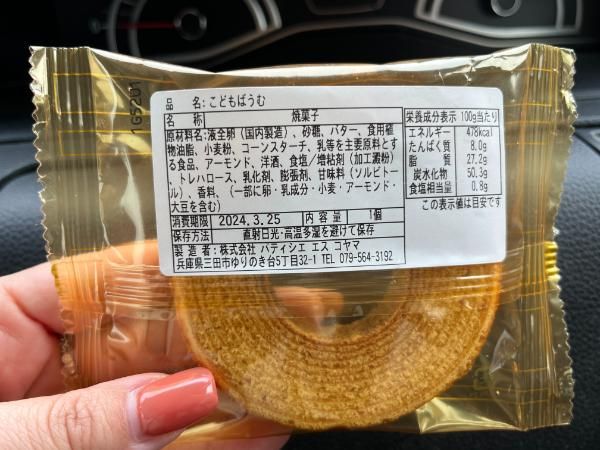 1G5201
品　名：こどもばうむ
名　称　焼菓子
原材料名：液全卵（国内製造）、砂糖、バター、食用植
物油脂、小麦粉、コーンスターチ、乳等を主要原料とす
る食品、アーモンド、洋酒、食塩／増粘剤（加工澱粉）
、トレハロース、乳化剤、膨張剤、甘味料（ソルビトー
ル）、香料、（一部に卵・乳成分・小麦・アーモンド・
大豆を含む）
消費期限　2024.3.25　内容量　1個
保存方法　直射日光・高温多湿を避けて保存
製造者：株式会社 パティシエ エス コヤマ
兵庫県三田市ゆりのき台5丁目32-1 TEL 079-564-3192
栄養成分表示　100g当たり
エネルギー　478kcal
たんぱく質　8.0g
脂　質　27.2g
炭水化物　50.3g
食塩相当量　0.8g
この表示値は目安です